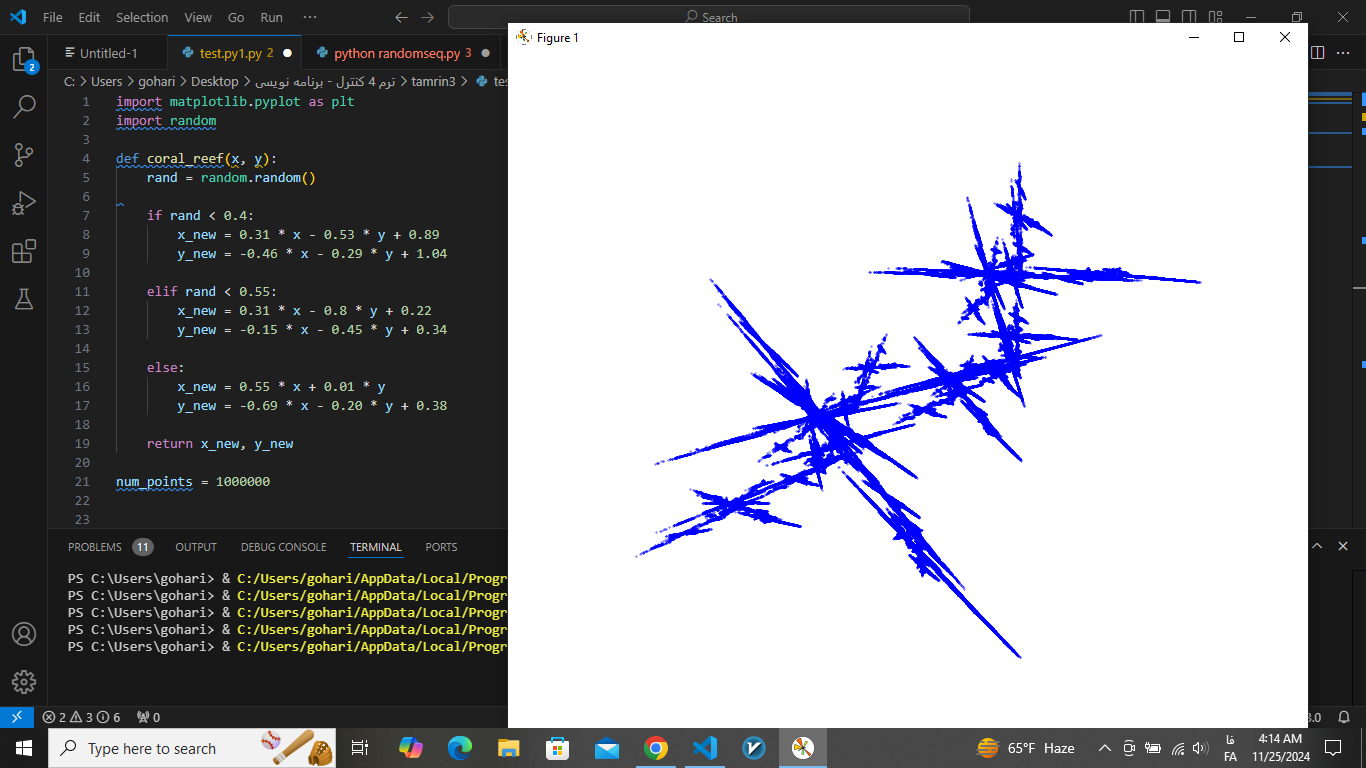 File Edit Selection View Go Run ··· Search
Figure 1
Untitled-1 test.py1.py 2 python randomseq.py 3
C: > Users > gohari > Desktop > ترم 4 کنترل - برنامه نویسی > tamrin3 >
1 import matplotlib.pyplot as plt
2 import random
3
4 def coral_reef(x, y):
5 rand = random.random()
6
7 if rand < 0.4:
8 x_new = 0.31 * x - 0.53 * y + 0.89
9 y_new = -0.46 * x - 0.29 * y + 1.04
10
11 elif rand < 0.55:
12 x_new = 0.31 * x - 0.8 * y + 0.22
13 y_new = -0.15 * x - 0.45 * y + 0.34
14
15 else:
16 x_new = 0.55 * x + 0.01 * y
17 y_new = -0.69 * x - 0.20 * y + 0.38
18
19 return x_new, y_new
20
21 num_points = 1000000
22
23
2
PROBLEMS 11 OUTPUT DEBUG CONSOLE TERMINAL PORTS
PS C:\Users\gohari> & C:/Users/gohari/AppData/Local/Progr
PS C:\Users\gohari> & C:/Users/gohari/AppData/Local/Progr
PS C:\Users\gohari> & C:/Users/gohari/AppData/Local/Progr
PS C:\Users\gohari> & C:/Users/gohari/AppData/Local/Progr
PS C:\Users\gohari> & C:/Users/gohari/AppData/Local/Progr
2 3 6 0
Type here to search
65°F Haze
فا
FA
4:14 AM
11/25/2024